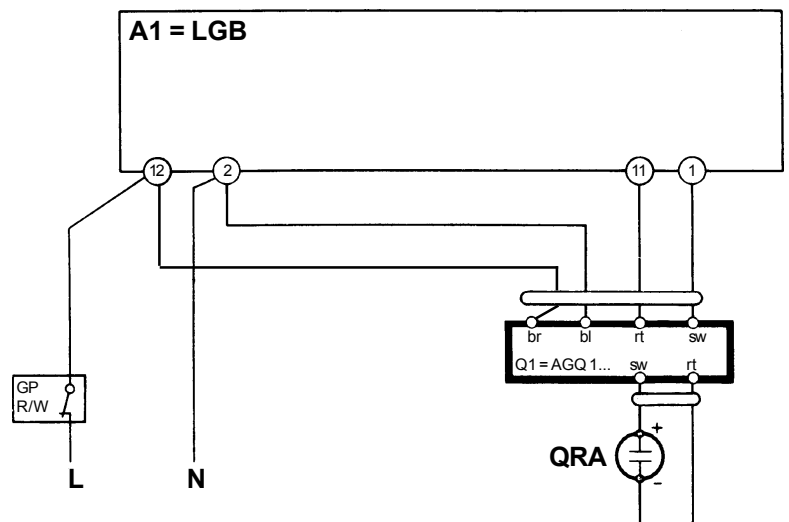 A1 = LGB
12 2 11 1
br bl rt sw
Q1 = AGQ 1... sw rt
GP
R/W
+
QRA
–
L N